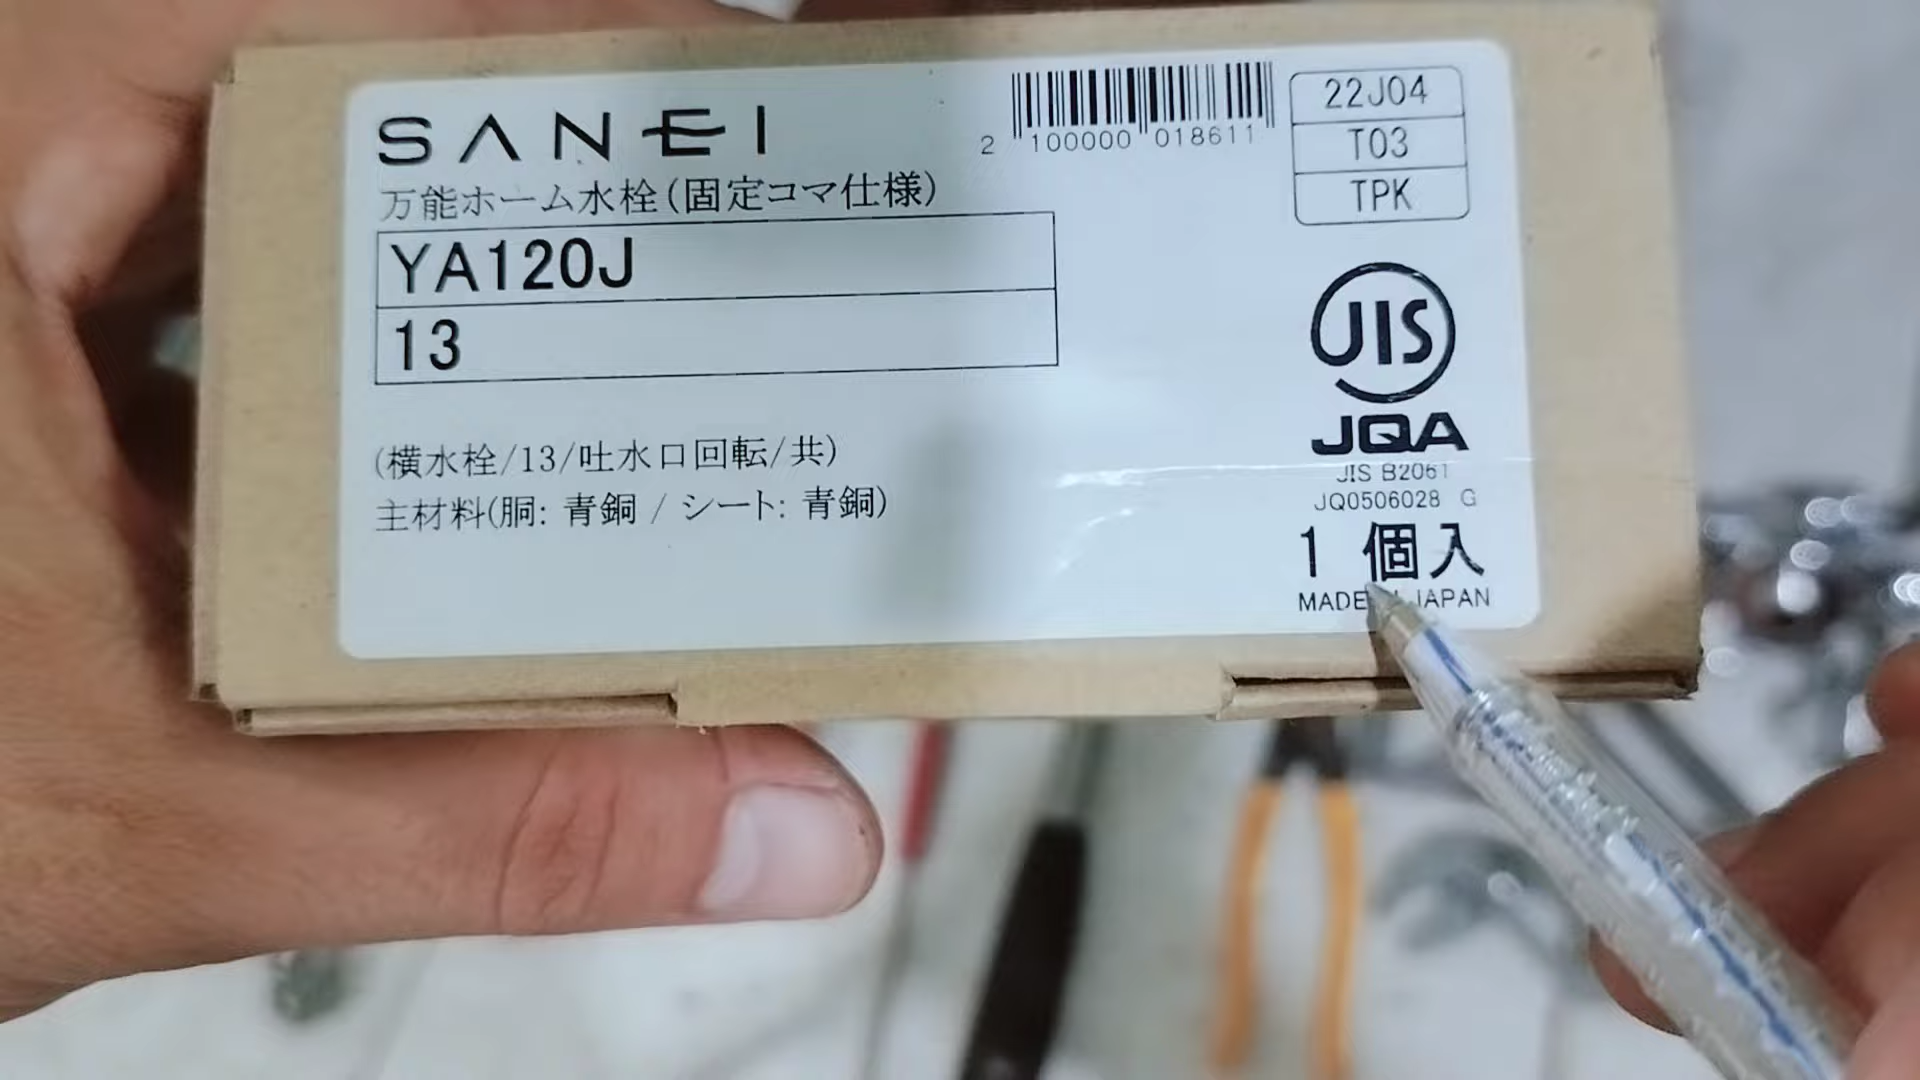 SANEI
万能ホーム水栓(固定コマ仕様)
YA120J
13
(横水栓/13/吐水口回転/共)
主材料(胴: 青銅 / シート: 青銅)
2 100000 018611
22J04
T03
TPK
JIS
JQA
JIS B2061
JQ0506028 G
1 個入
MADE JAPAN